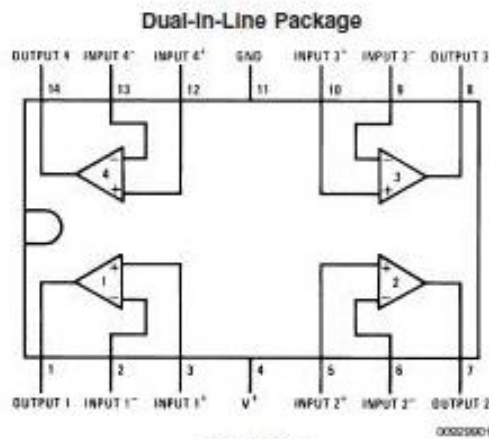 Dual-In-Line Package
OUTPUT 4 INPUT 4⁻ INPUT 4⁺ GND INPUT 3⁺ INPUT 3⁻ OUTPUT 3
14 13 12 11 10 9 8
− −
4 3
+ +
+ +
1 2
− −
1 2 3 4 5 6 7
OUTPUT 1 INPUT 1⁻ INPUT 1⁺ V⁺ INPUT 2⁺ INPUT 2⁻ OUTPUT 2
00929901